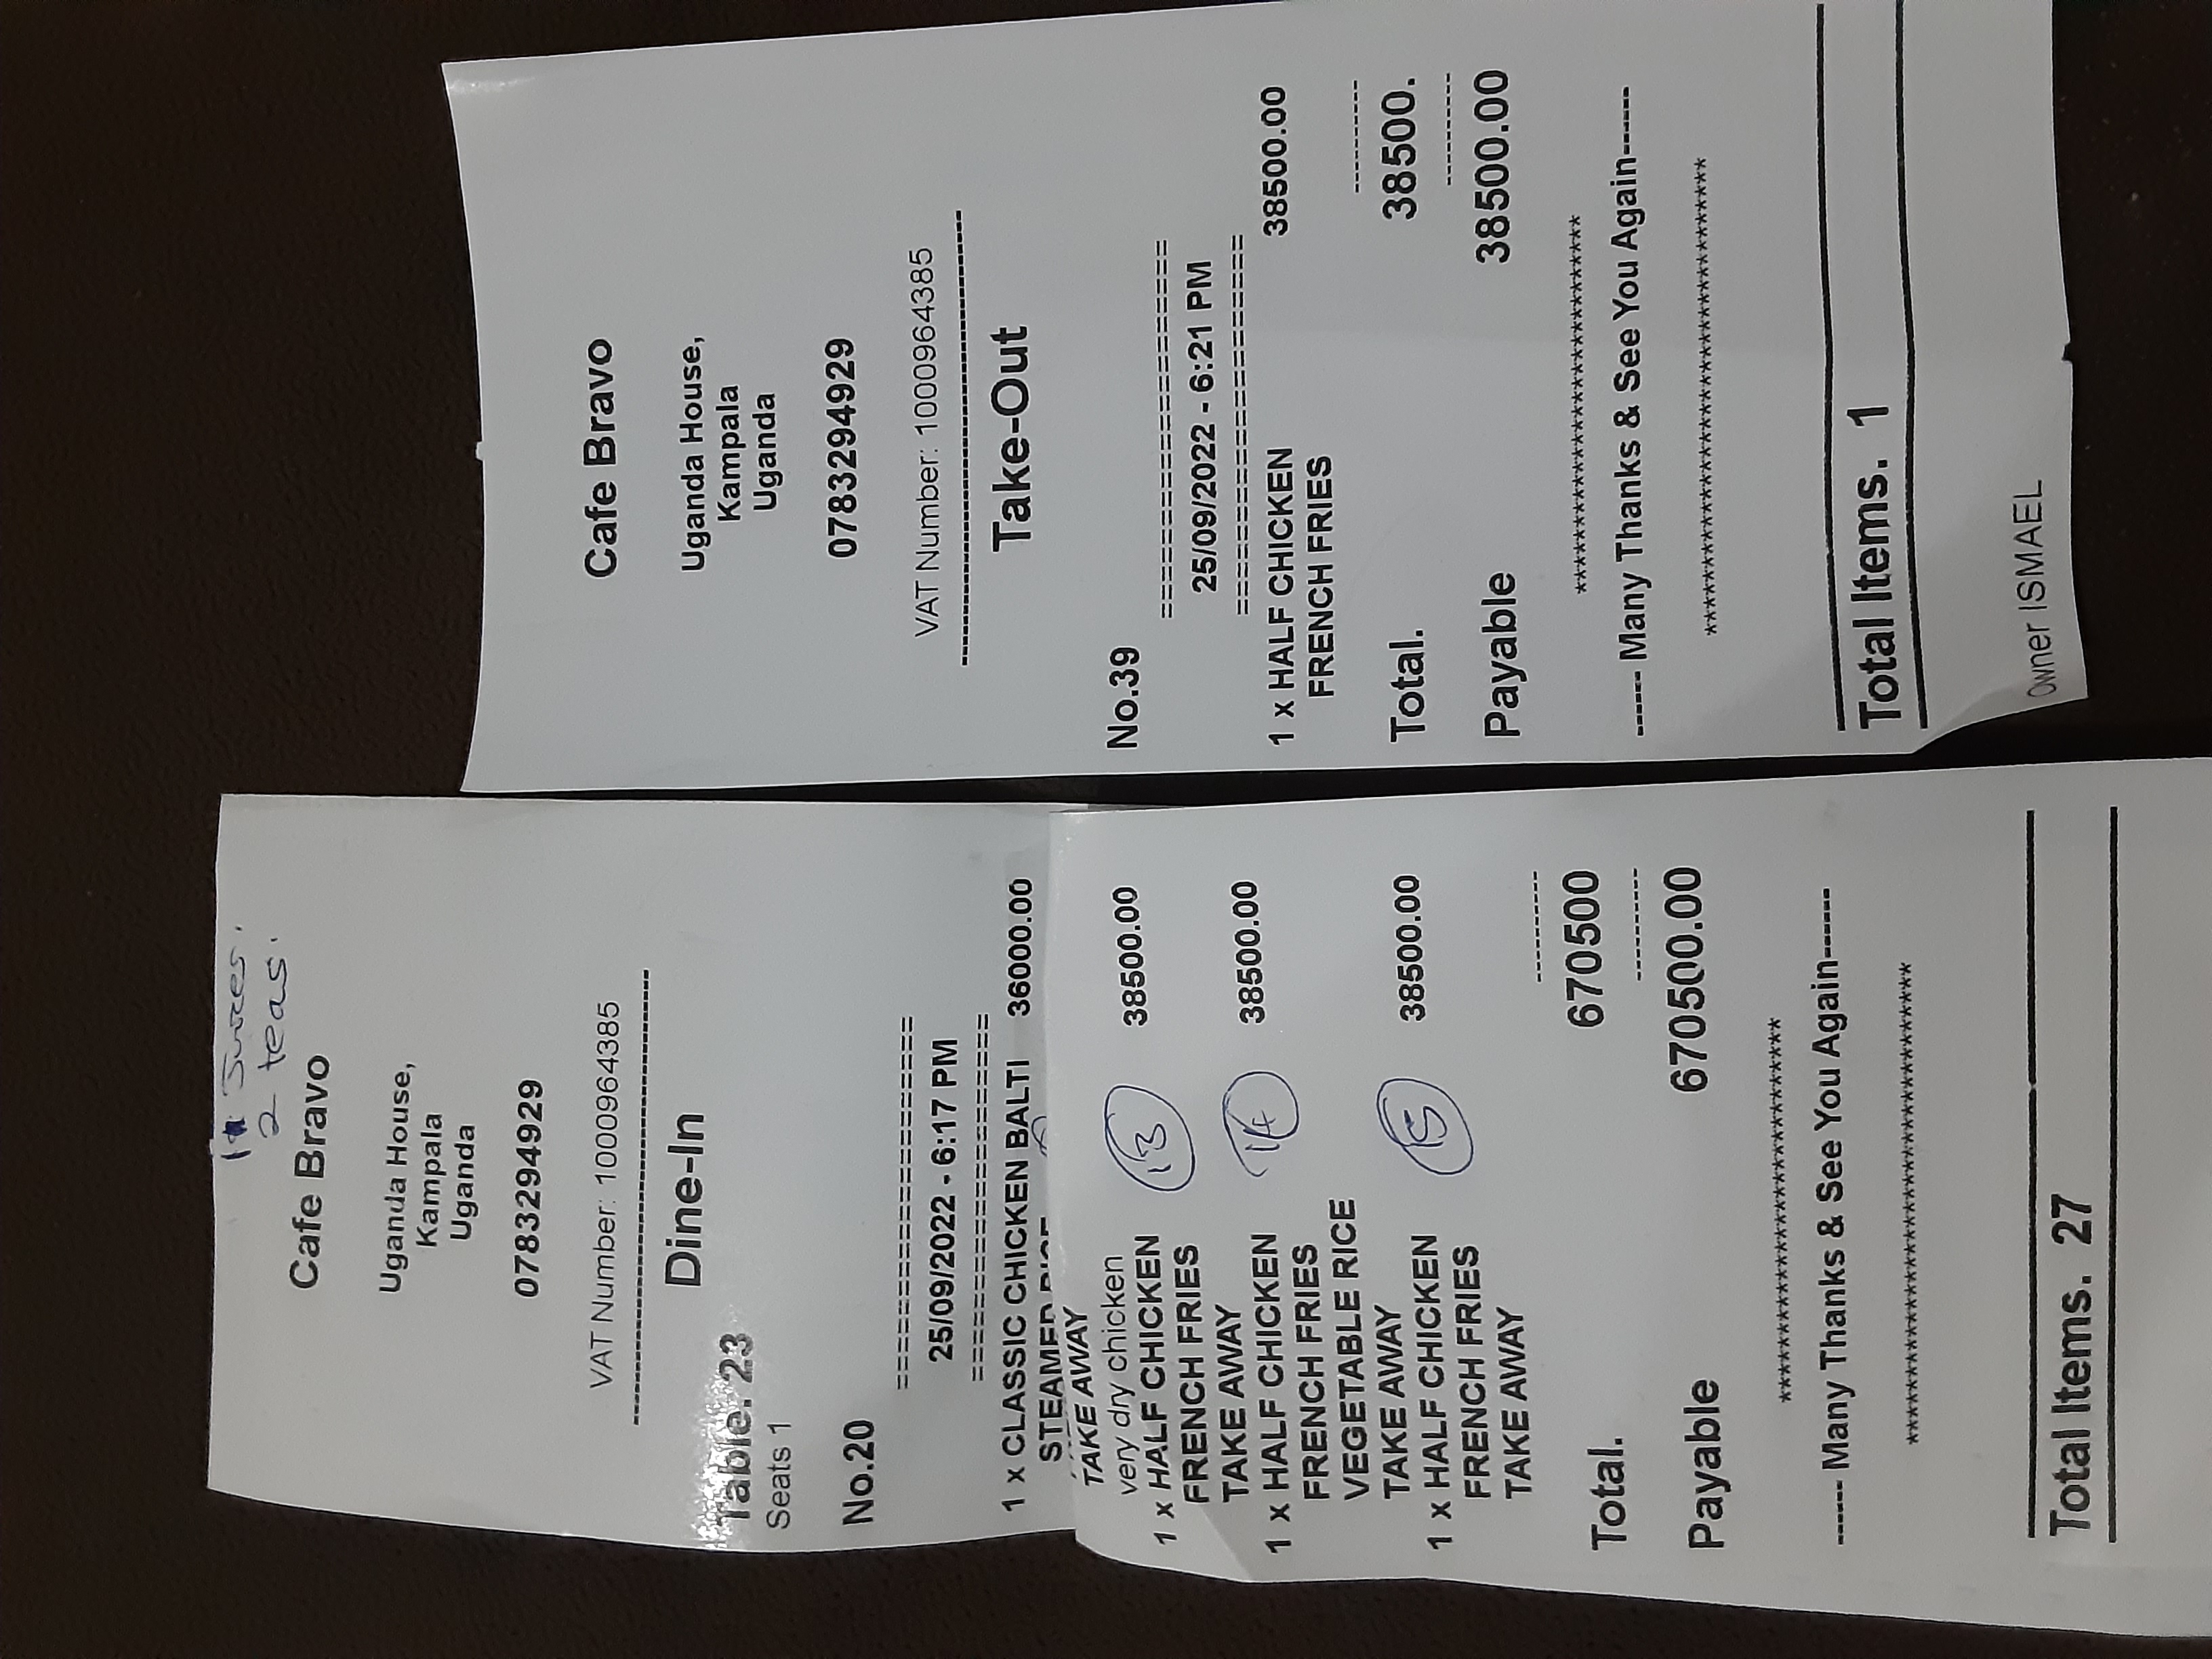 Juices.
2 teas.
Cafe Bravo
Uganda House,
Kampala
Uganda
0783294929
VAT Number: 1000964385
-----------------------------------
Dine-In
Table. 23
Seats 1
No.20
==========================
25/09/2022 - 6:17 PM
==========================
1 x CLASSIC CHICKEN BALTI 36000.00
STEAMED RICE
TAKE AWAY
very dry chicken
1 x HALF CHICKEN 13 38500.00
FRENCH FRIES
TAKE AWAY
1 x HALF CHICKEN 14 38500.00
FRENCH FRIES
VEGETABLE RICE
TAKE AWAY
1 x HALF CHICKEN 15 38500.00
FRENCH FRIES
TAKE AWAY
----------
Total. 670500
----------
Payable 670500.00
******************************
------ Many Thanks & See You Again------
**************************************
Total Items. 27
Cafe Bravo
Uganda House,
Kampala
Uganda
0783294929
VAT Number: 1000964385
-----------------------------------
Take-Out
No.39
==========================
25/09/2022 - 6:21 PM
==========================
1 x HALF CHICKEN 38500.00
FRENCH FRIES
----------
Total. 38500.
----------
Payable 38500.00
******************************
------ Many Thanks & See You Again------
**************************************
Total Items. 1
Owner ISMAEL